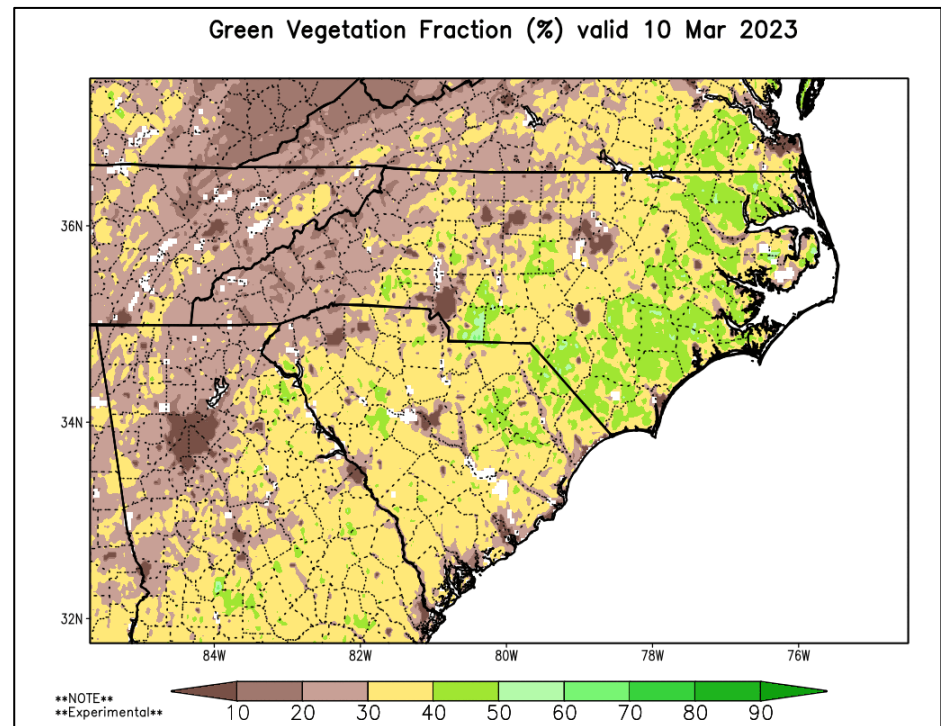 Green Vegetation Fraction (%) valid 10 Mar 2023
36N
34N
32N
84W 82W 80W 78W 76W
**NOTE**
**Experimental**
10 20 30 40 50 60 70 80 90